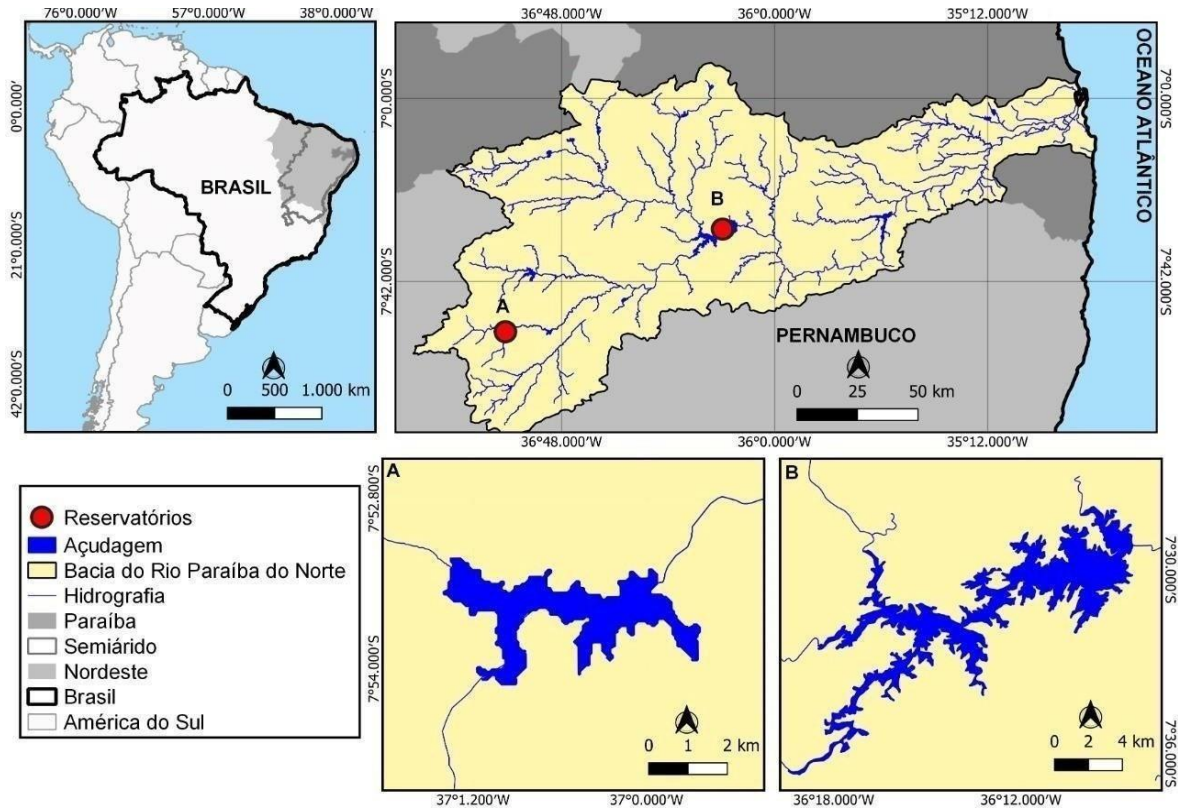 76°0.000'W 57°0.000'W 38°0.000'W
0°0.000'
21°0.000'S
42°0.000'S
BRASIL
0 500 1.000 km
36°48.000'W 36°0.000'W 35°12.000'W
7°0.000'S
7°42.000'S
7°0.000'S
7°42.000'S
OCEANO ATLÂNTICO
B
A
PERNAMBUCO
0 25 50 km
36°48.000'W 36°0.000'W 35°12.000'W
Reservatórios
Açudagem
Bacia do Rio Paraíba do Norte
Hidrografia
Paraíba
Semiárido
Nordeste
Brasil
América do Sul
A
7°52.800'S
7°54.000'S
0 1 2 km
37°1.200'W 37°0.000'W
B
7°30.000'S
7°36.000'S
0 2 4 km
36°18.000'W 36°12.000'W